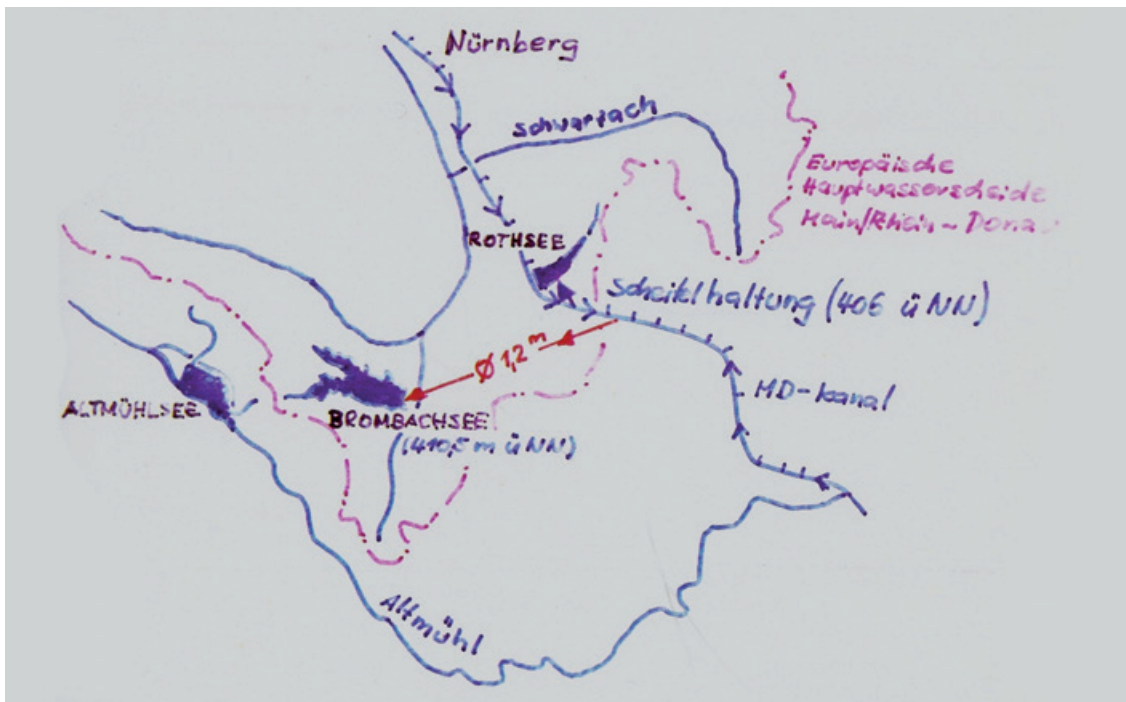 Nürnberg
Schwarzach
Europäische
Hauptwasserscheide
Main/Rhein - Donau
ROTHSEE
Scheitelhaltung (406 ü NN)
Ø 1,2 m
MD-kanal
ALTMÜHLSEE
BROMBACHSEE
(410,5 m ü NN)
Altmühl